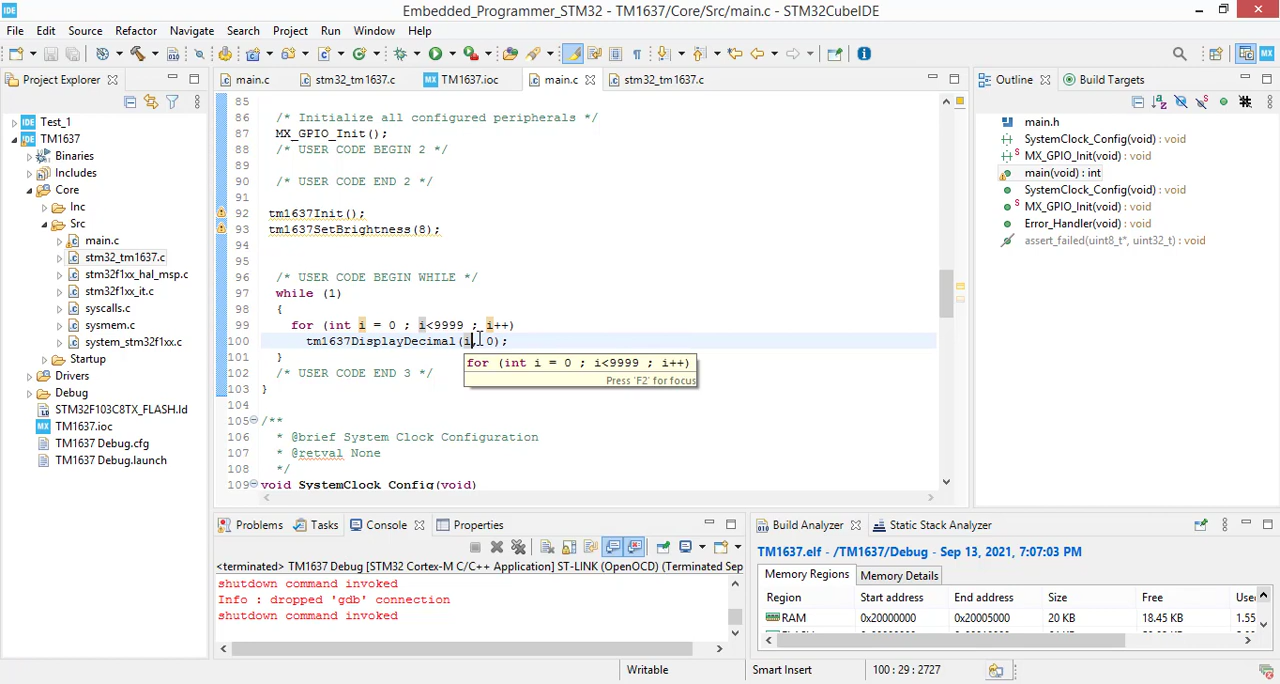 IDE
Embedded_Programmer_STM32 - TM1637/Core/Src/main.c - STM32CubeIDE
File Edit Source Refactor Navigate Search Project Run Window Help
Project Explorer
main.c stm32_tm1637.c MX TM1637.ioc main.c stm32_tm1637.c
Outline Build Targets
IDE Test_1
IDE TM1637
Binaries
Includes
Core
Inc
Src
main.c
stm32_tm1637.c
stm32f1xx_hal_msp.c
stm32f1xx_it.c
syscalls.c
sysmem.c
system_stm32f1xx.c
Startup
Drivers
Debug
STM32F103C8TX_FLASH.ld
MX TM1637.ioc
TM1637 Debug.cfg
TM1637 Debug.launch
85
86 /* Initialize all configured peripherals */
87 MX_GPIO_Init();
88 /* USER CODE BEGIN 2 */
89
90 /* USER CODE END 2 */
91
92 tm1637Init();
93 tm1637SetBrightness(8);
94
95
96 /* USER CODE BEGIN WHILE */
97 while (1)
98 {
99 for (int i = 0 ; i<9999 ; i++)
100 tm1637DisplayDecimal(i, 0);
101 }
102 /* USER CODE END 3 */
103 }
104
105 /**
106 * @brief System Clock Configuration
107 * @retval None
108 */
109 void SystemClock_Config(void)
for (int i = 0 ; i<9999 ; i++)
Press 'F2' for focus
main.h
SystemClock_Config(void) : void
MX_GPIO_Init(void) : void
main(void) : int
SystemClock_Config(void) : void
MX_GPIO_Init(void) : void
Error_Handler(void) : void
assert_failed(uint8_t*, uint32_t) : void
Problems Tasks Console Properties
<terminated> TM1637 Debug [STM32 Cortex-M C/C++ Application] ST-LINK (OpenOCD) (Terminated Sep
shutdown command invoked
Info : dropped 'gdb' connection
shutdown command invoked
Build Analyzer Static Stack Analyzer
TM1637.elf - /TM1637/Debug - Sep 13, 2021, 7:07:03 PM
Memory Regions Memory Details
Region Start address End address Size Free Usec
RAM 0x20000000 0x20005000 20 KB 18.45 KB 1.55
Writable Smart Insert 100 : 29 : 2727